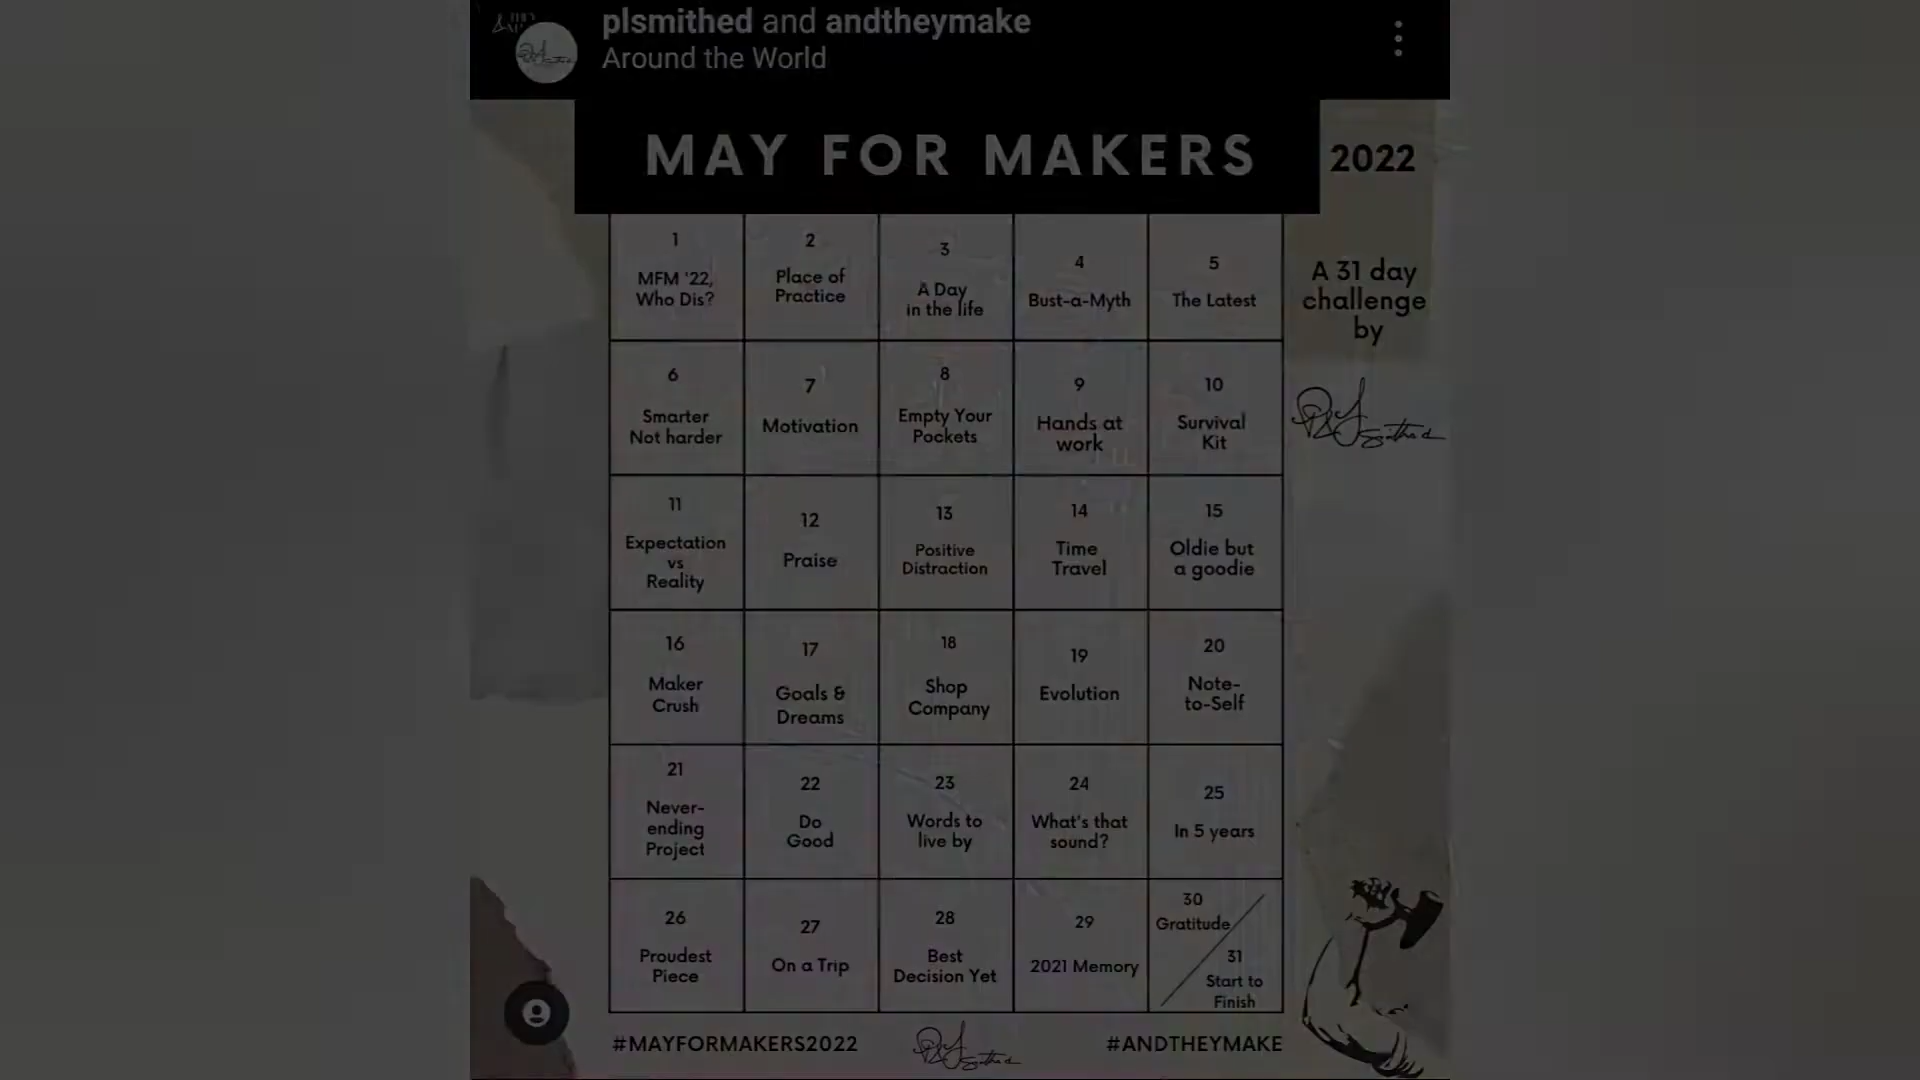 plsmithed and andtheymake
Around the World
MAY FOR MAKERS
2022
1
MFM '22,
Who Dis?
2
Place of
Practice
3
A Day
in the life
4
Bust-a-Myth
5
The Latest
A 31 day
challenge
by
6
Smarter
Not harder
7
Motivation
8
Empty Your
Pockets
9
Hands at
work
10
Survival
Kit
11
Expectation
vs
Reality
12
Praise
13
Positive
Distraction
14
Time
Travel
15
Oldie but
a goodie
16
Maker
Crush
17
Goals &
Dreams
18
Shop
Company
19
Evolution
20
Note-
to-Self
21
Never-
ending
Project
22
Do
Good
23
Words to
live by
24
What's that
sound?
25
In 5 years
26
Proudest
Piece
27
On a Trip
28
Best
Decision Yet
29
2021 Memory
30
Gratitude
31
Start to
Finish
#MAYFORMAKERS2022
#ANDTHEYMAKE